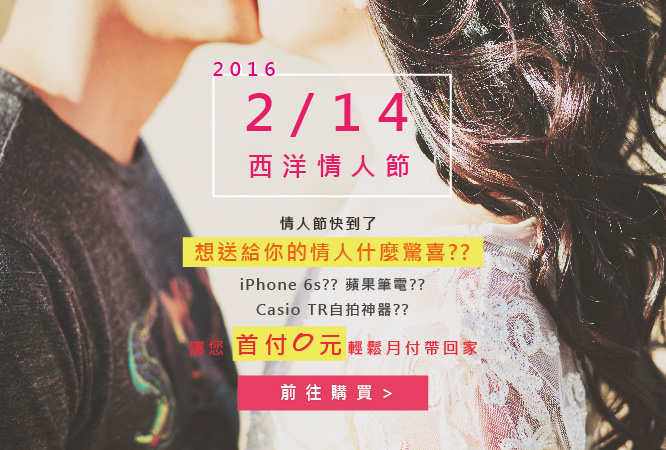 2016
2/14
西洋情人節
情人節快到了
想送給你的情人什麼驚喜??
iPhone 6s?? 蘋果筆電??
Casio TR自拍神器??
讓您 首付0元輕鬆月付帶回家
前往購買 >